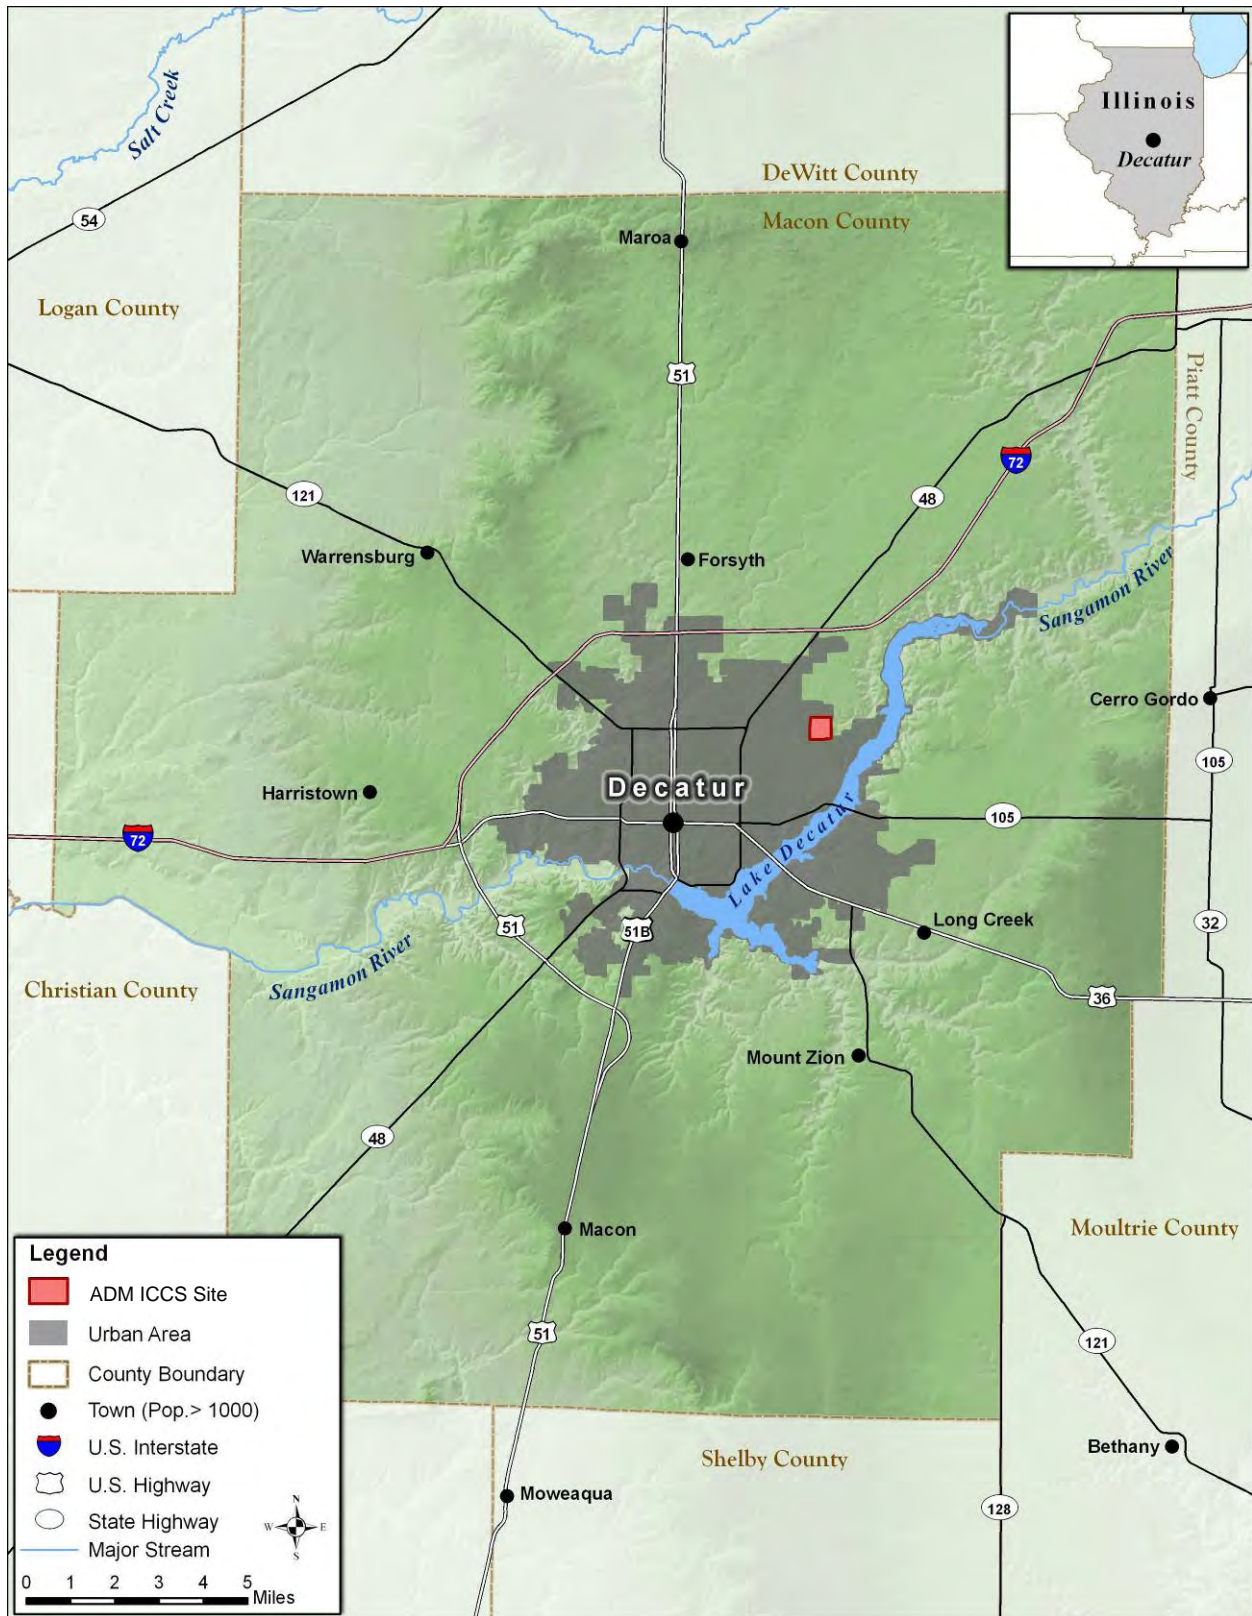 Salt Creek
Illinois
Decatur
DeWitt County
Macon County
54
Maroa
Logan County
51
Piatt County
72
121
48
Warrensburg
Forsyth
Sangamon River
Cerro Gordo
105
Decatur
Harristown
105
72
Lake Decatur
51
51B
Long Creek
32
Sangamon River
Christian County
36
Mount Zion
48
Macon
Moultrie County
51
121
Bethany
Shelby County
Moweaqua
128
Legend
ADM ICCS Site
Urban Area
County Boundary
Town (Pop.> 1000)
U.S. Interstate
U.S. Highway
State Highway
Major Stream
N
W E
S
0 1 2 3 4 5
Miles